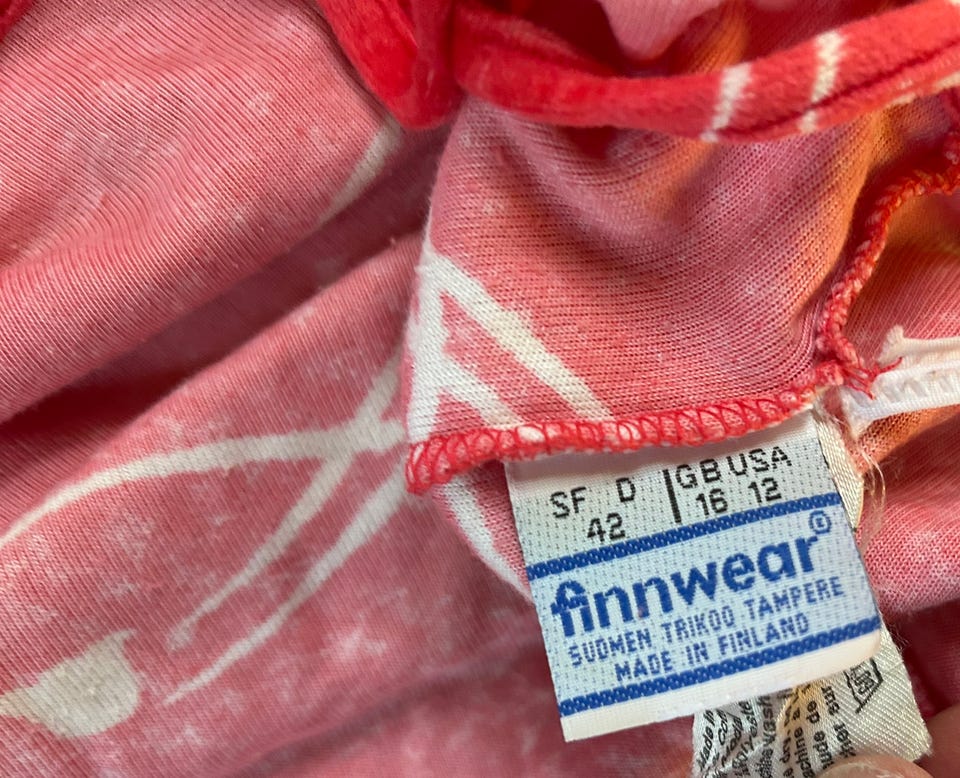 SF D | GB USA
42 16 12
finnwear®
SUOMEN TRIKOO TAMPERE
MADE IN FINLAND